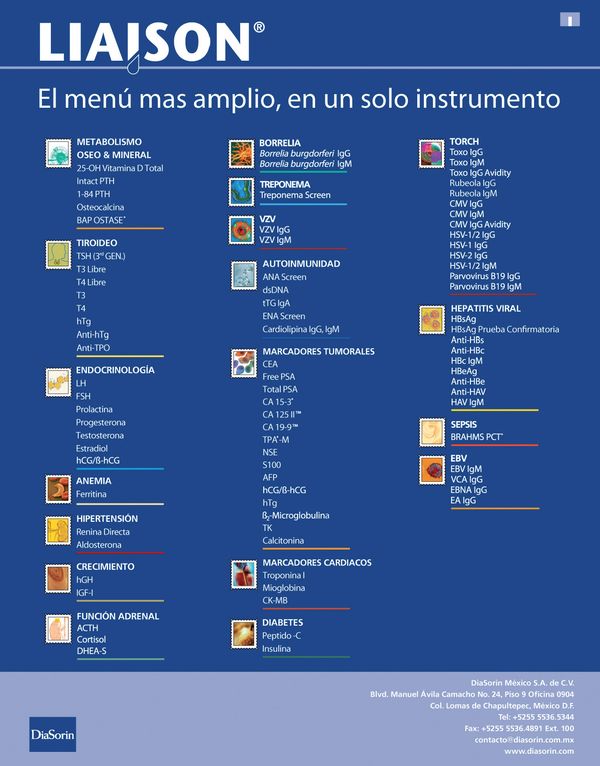 LIAISON®
El menú mas amplio, en un solo instrumento
METABOLISMO
OSEO & MINERAL
25-OH Vitamina D Total
Intact PTH
1-84 PTH
Osteocalcina
BAP OSTASE*
TIROIDEO
TSH (3rd GEN.)
T3 Libre
T4 Libre
T3
T4
hTg
Anti-hTg
Anti-TPO
ENDOCRINOLOGÍA
LH
FSH
Prolactina
Progesterona
Testosterona
Estradiol
hCG/ß-hCG
ANEMIA
Ferritina
HIPERTENSIÓN
Renina Directa
Aldosterona
CRECIMIENTO
hGH
IGF-I
FUNCIÓN ADRENAL
ACTH
Cortisol
DHEA-S
BORRELIA
Borrelia burgdorferi IgG
Borrelia burgdorferi IgM
TREPONEMA
Treponema Screen
VZV
VZV IgG
VZV IgM
AUTOINMUNIDAD
ANA Screen
dsDNA
tTG IgA
ENA Screen
Cardiolipina IgG, IgM
MARCADORES TUMORALES
CEA
Free PSA
Total PSA
CA 15-3*
CA 125 II™
CA 19-9™
TPA*-M
NSE
S100
AFP
hCG/ß-hCG
hTg
ß₂-Microglobulina
TK
Calcitonina
MARCADORES CARDIACOS
Troponina I
Mioglobina
CK-MB
DIABETES
Peptido -C
Insulina
TORCH
Toxo IgG
Toxo IgM
Toxo IgG Avidity
Rubeola IgG
Rubeola IgM
CMV IgG
CMV IgM
CMV IgG Avidity
HSV-1/2 IgG
HSV-1 IgG
HSV-2 IgG
HSV-1/2 IgM
Parvovirus B19 IgG
Parvovirus B19 IgM
HEPATITIS VIRAL
HBsAg
HBsAg Prueba Confirmatoria
Anti-HBs
Anti-HBc
HBc IgM
HBeAg
Anti-HBe
Anti-HAV
HAV IgM
SEPSIS
BRAHMS PCT*
EBV
EBV IgM
VCA IgG
EBNA IgG
EA IgG
DiaSorin
DiaSorin México S.A. de C.V.
Blvd. Manuel Ávila Camacho No. 24, Piso 9 Oficina 0904
Col. Lomas de Chapultepec, México D.F.
Tel: +5255 5536.5344
Fax: +5255 5536.4891 Ext. 100
contacto@diasorin.com.mx
www.diasorin.com